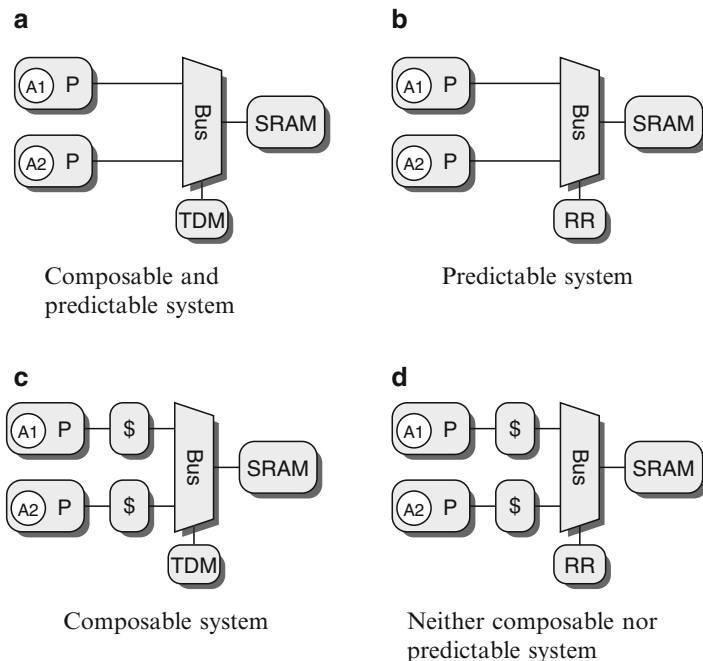 a
A1 P
Bus
SRAM
A2 P
TDM
Composable and
predictable system
b
A1 P
Bus
SRAM
A2 P
RR
Predictable system
c
A1 P $
Bus
SRAM
A2 P $
TDM
Composable system
d
A1 P $
Bus
SRAM
A2 P $
RR
Neither composable nor
predictable system